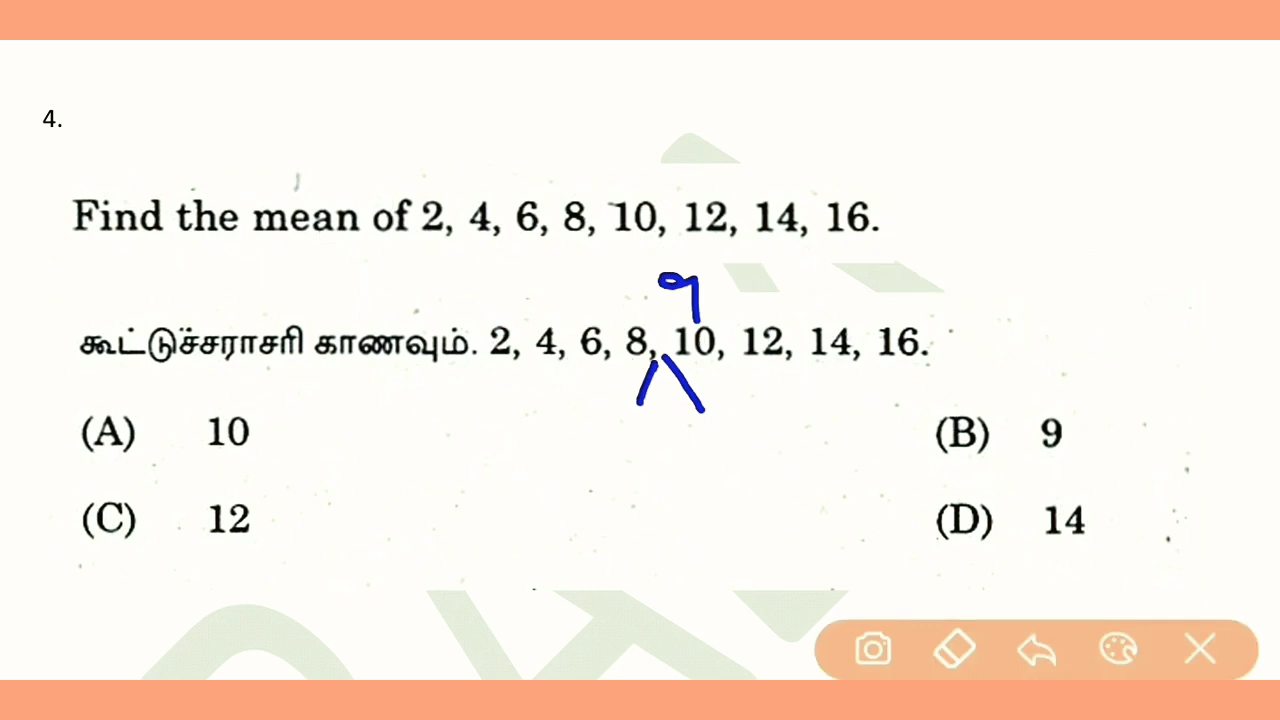 4.
Find the mean of 2, 4, 6, 8, 10, 12, 14, 16.
9
கூட்டுச்சராசரி காணவும். 2, 4, 6, 8, 10, 12, 14, 16.
(A) 10 (B) 9
(C) 12 (D) 14